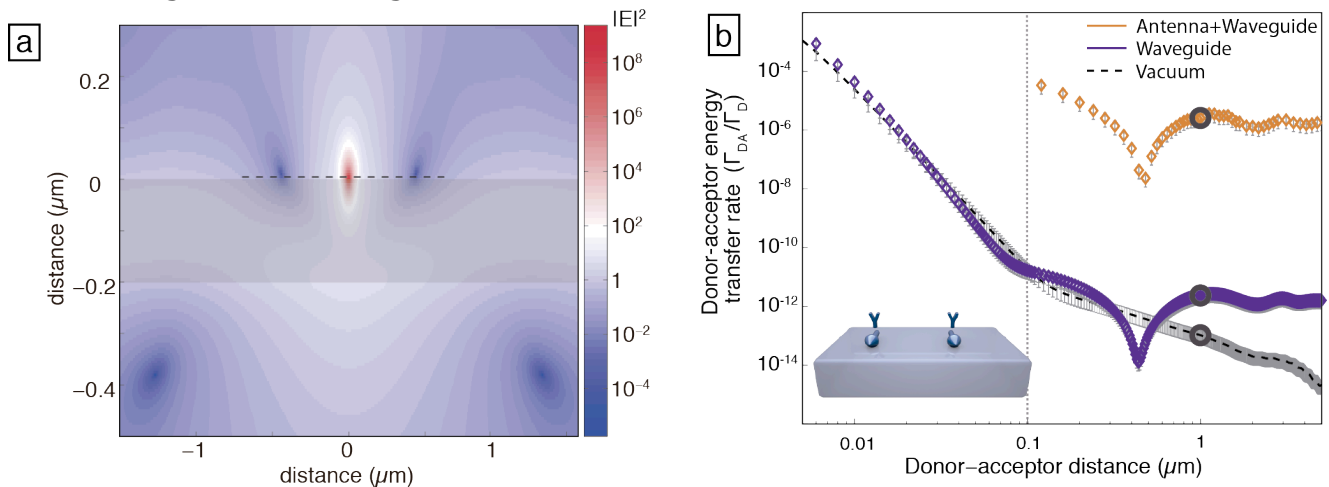 a
|E|²
10⁸
10⁶
10⁴
10²
1
10⁻²
10⁻⁴
0.2
0
−0.2
−0.4
distance (µm)
−1
0
1
distance (µm)
b
Antenna+Waveguide
Waveguide
Vacuum
Donor-acceptor energy
transfer rate (Γ_DA/Γ_D)
10⁻⁴
10⁻⁶
10⁻⁸
10⁻¹⁰
10⁻¹²
10⁻¹⁴
0.01
0.1
1
Donor−acceptor distance (µm)